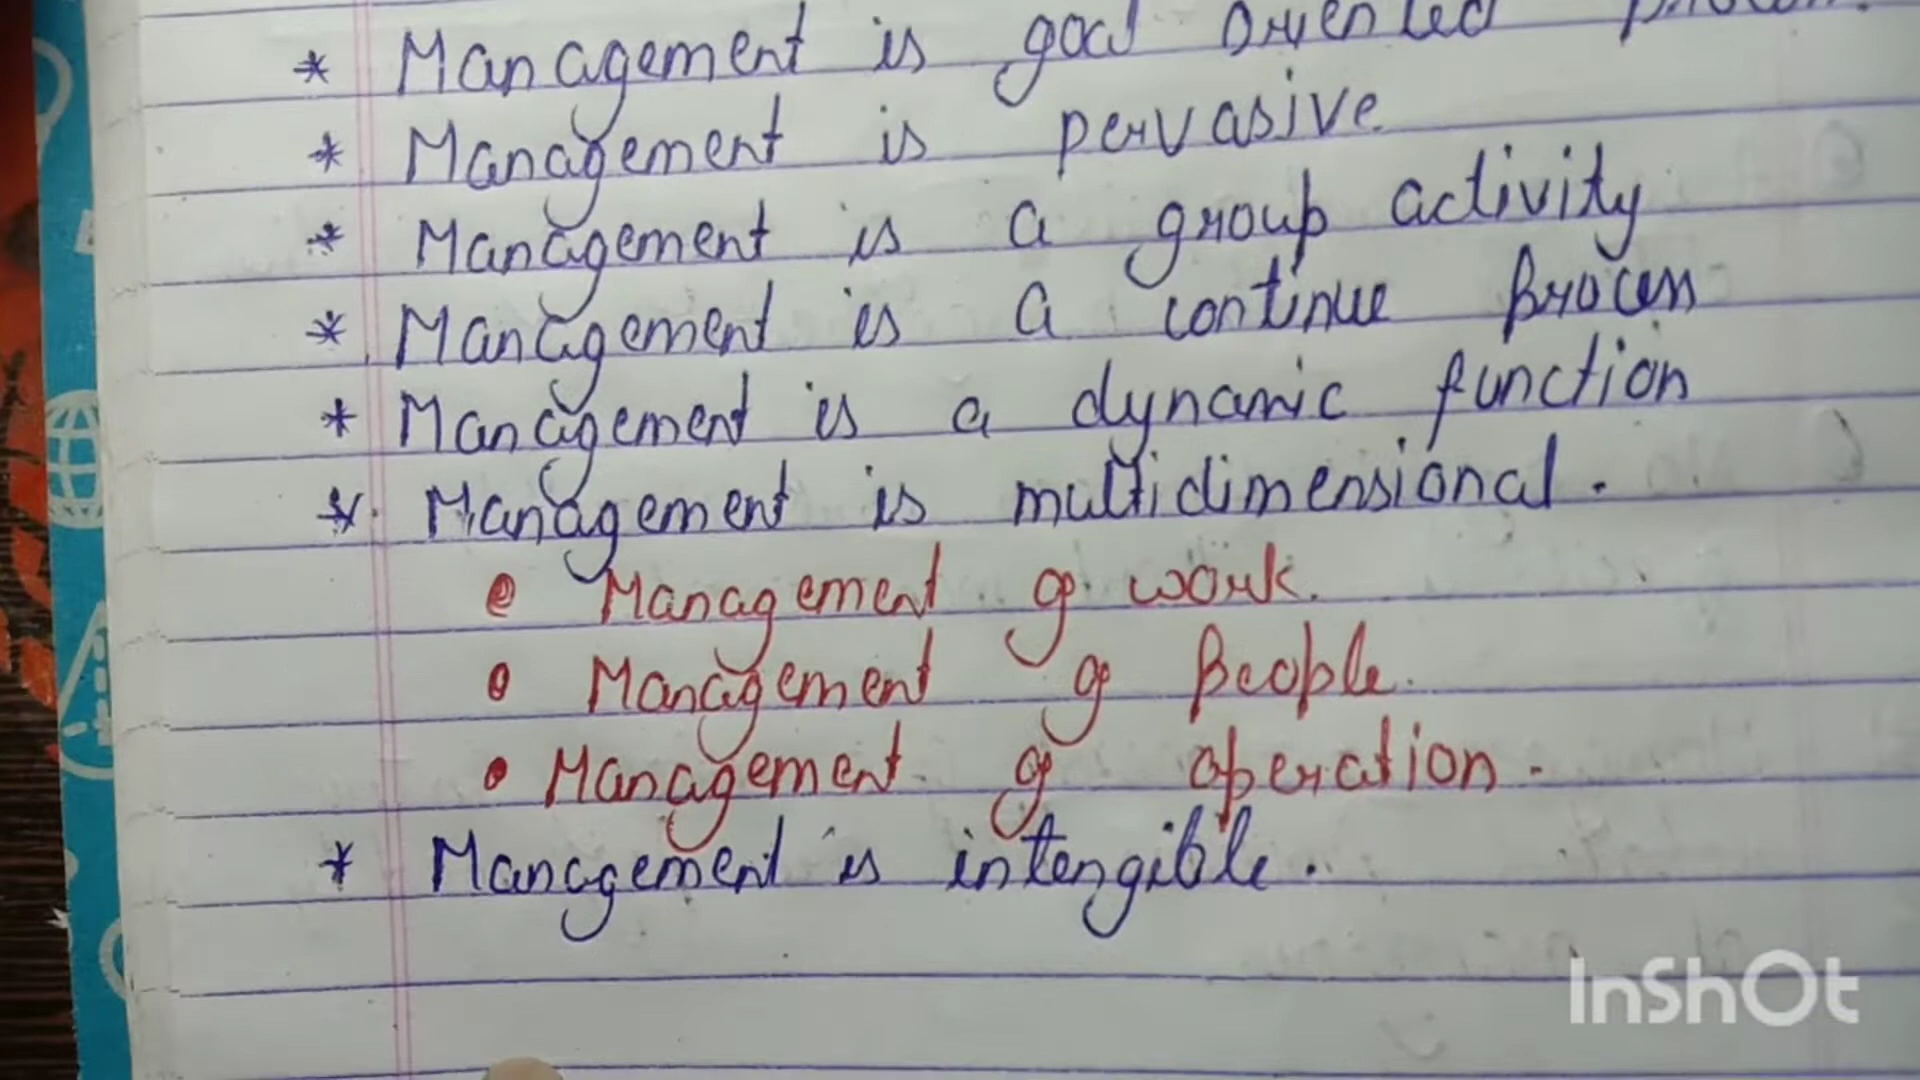 * Management is goal oriented process.
* Management is pervasive.
* Management is a group activity
* Management is a continue process
* Management is a dynamic function
* Management is multidimensional.
• Management of work.
• Management of People.
• Management of operation.
* Management is intengible.
InShOt